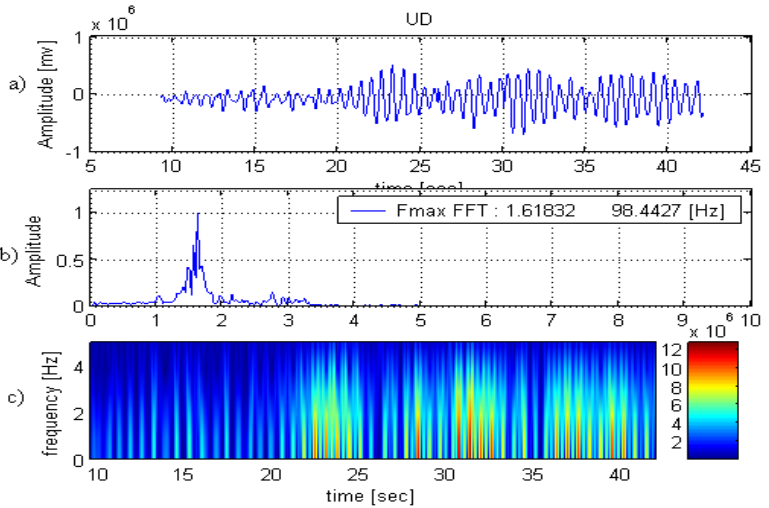 x 10^6 UD
a)
Amplitude [mv]
1
0
-1
5 10 15 20 25 30 35 40 45
time [sec]
b)
Amplitude
1
0.5
0
Fmax FFT : 1.61832 98.4427 [Hz]
0 1 2 3 4 5 6 7 8 9 10
x 10^6
c)
frequency [Hz]
4
2
0
12
10
8
6
4
2
10 15 20 25 30 35 40
time [sec]